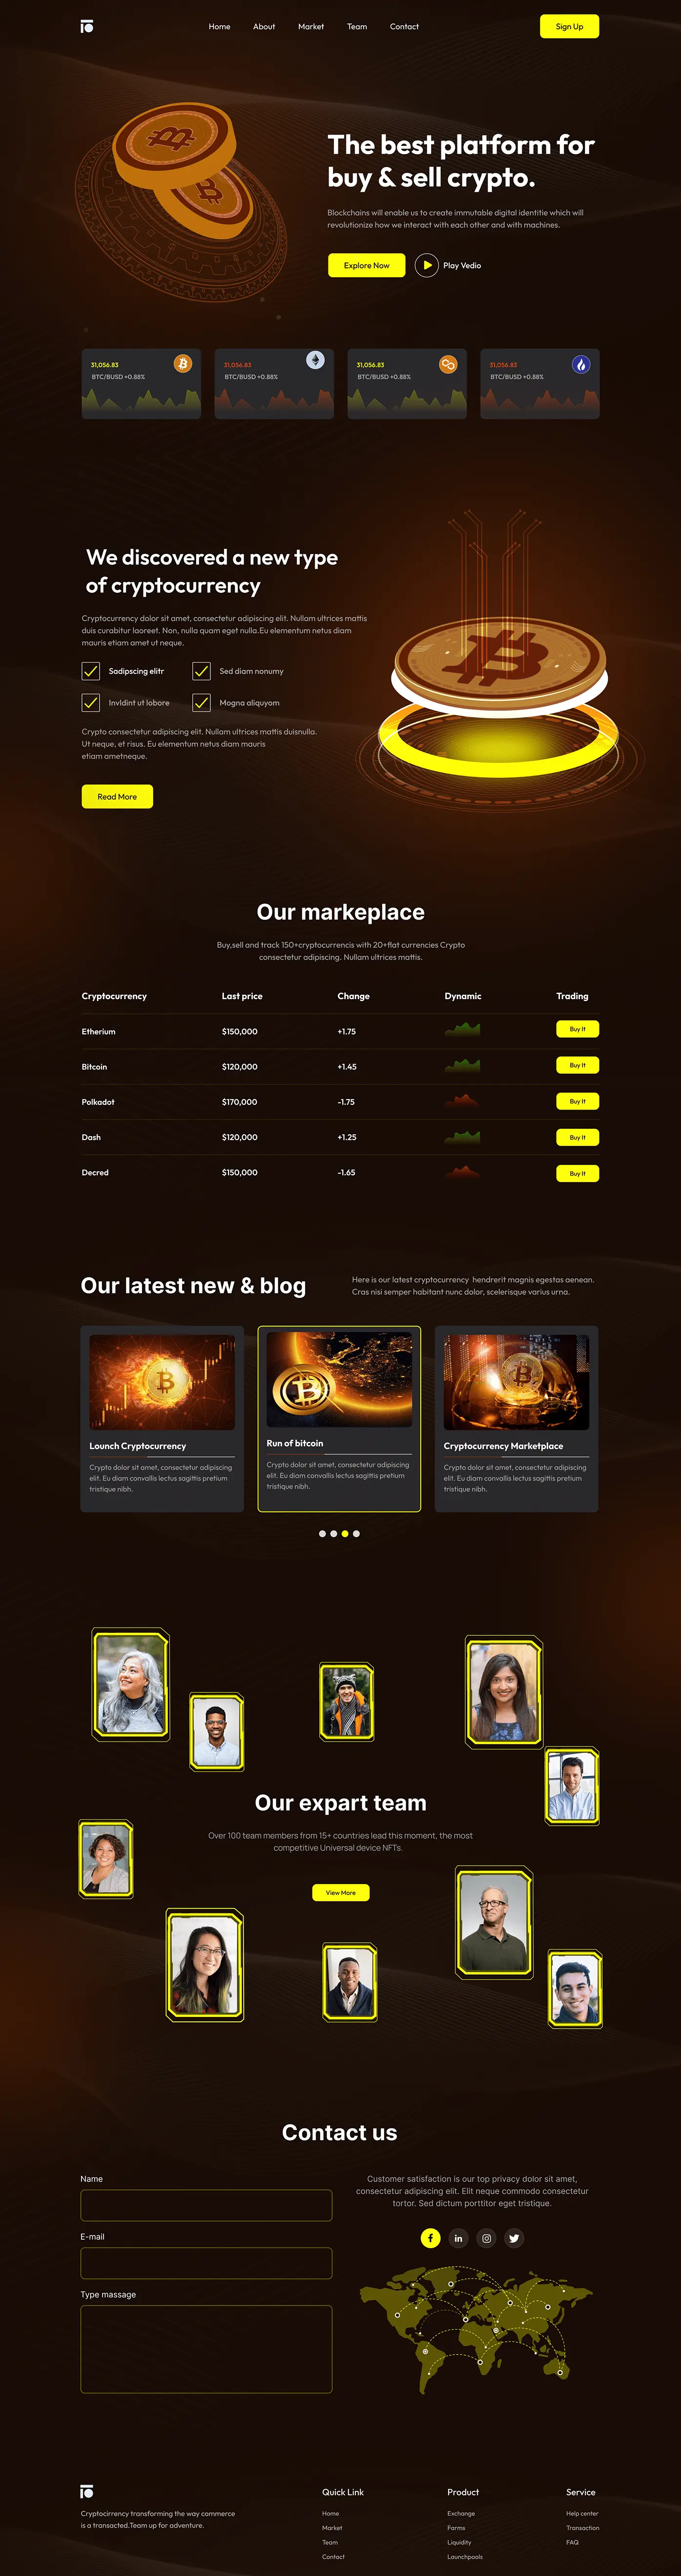 Home
About
Market
Team
Contact
Sign Up
The best platform for
buy & sell crypto.
Blockchains will enable us to create immutable digital identitie which will
revolutionize how we interact with each other and with machines.
Explore Now
Play Vedio
31,056.83
BTC/BUSD +0.88%
31,056.83
BTC/BUSD +0.88%
31,056.83
BTC/BUSD +0.88%
31,056.83
BTC/BUSD +0.88%
We discovered a new type
of cryptocurrency
Cryptocurrency dolor sit amet, consectetur adipiscing elit. Nullam ultrices mattis
duis curabitur laoreet. Non, nulla quam eget nulla.Eu elementum netus diam
mauris etiam amet ut neque.
Sadipscing elitr
Sed diam nonumy
Invldint ut labore
Mogna aliquyom
Crypto consectet adipiscing elit. Nullam ultrices mattis duisnulla.
Ut neque, et risus. Eu elementum netus diam mauris
etiam ametneque.
Read More
Our markeplace
Buy,sell and track 150+cryptocurrencis with 20+flat currencies Crypto
consectetur adipiscing. Nullam ultrices mattis.
Cryptocurrency Last price Change Dynamic Trading
Etherium $150,000 +1.75 Buy It
Bitcoin $120,000 +1.45 Buy It
Polkadot $170,000 -1.75 Buy It
Dash $120,000 +1.25 Buy It
Decred $150,000 -1.65 Buy It
Our latest new & blog
Here is our latest cryptocurrency hendrerit magnis egestas aenean.
Cras nisi semper habitant nunc dolor, scelerisque varius urna.
Lounch Cryptocurrency
Crypto dolor sit amet, consectetur adipiscing
elit. Eu diam convallis lectus sagittis pretium
tristique nibh.
Run of bitcoin
Crypto dolor sit amet, consectetur adipiscing
elit. Eu diam convallis lectus sagittis pretium
tristique nibh.
Cryptocurrency Marketplace
Crypto dolor sit amet, consectetur adipiscing
elit. Eu diam convallis lectus sagittis pretium
tristique nibh.
Our expart team
Over 100 team members from 15+ countries lead this moment, the most
competitive Universal device NFTs.
View More
Contact us
Name
E-mail
Type massage
Customer satisfaction is our top privacy dolor sit amet,
consectetur adipiscing elit. Elit neque commodo consectetur
tortor. Sed dictum porttitor eget tristique.
Cryptocirrency transforming the way commerce
is a transacted.Team up for adventure.
Quick Link
Home
Market
Team
Contact
Product
Exchange
Farms
Liquidity
Launchpools
Service
Help center
Transaction
FAQ